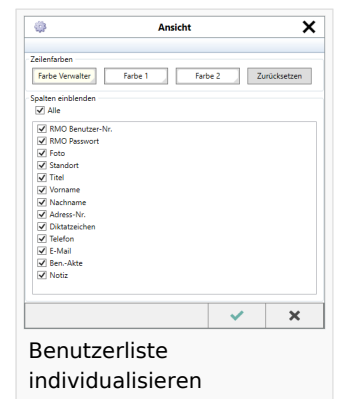 Ansicht
Zeilenfarben
Farbe Verwalter Farbe 1 Farbe 2 Zurücksetzen
Spalten einblenden
Alle
RMO Benutzer-Nr.
RMO Passwort
Foto
Standort
Titel
Vorname
Nachname
Adress-Nr.
Diktatzeichen
Telefon
E-Mail
Ben.-Akte
Notiz
Benutzerliste
individualisieren